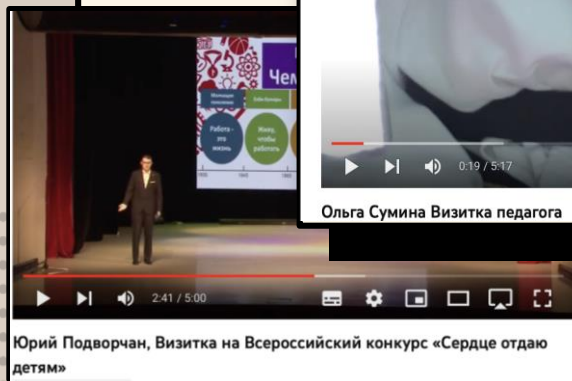 Чем
Работа -
это
жизнь
Живу,
чтобы
работать
0:19 / 5:17
Ольга Сумина Визитка педагога
2:41 / 5:00
Юрий Подворчан, Визитка на Всероссийский конкурс «Сердце отдаю
детям»